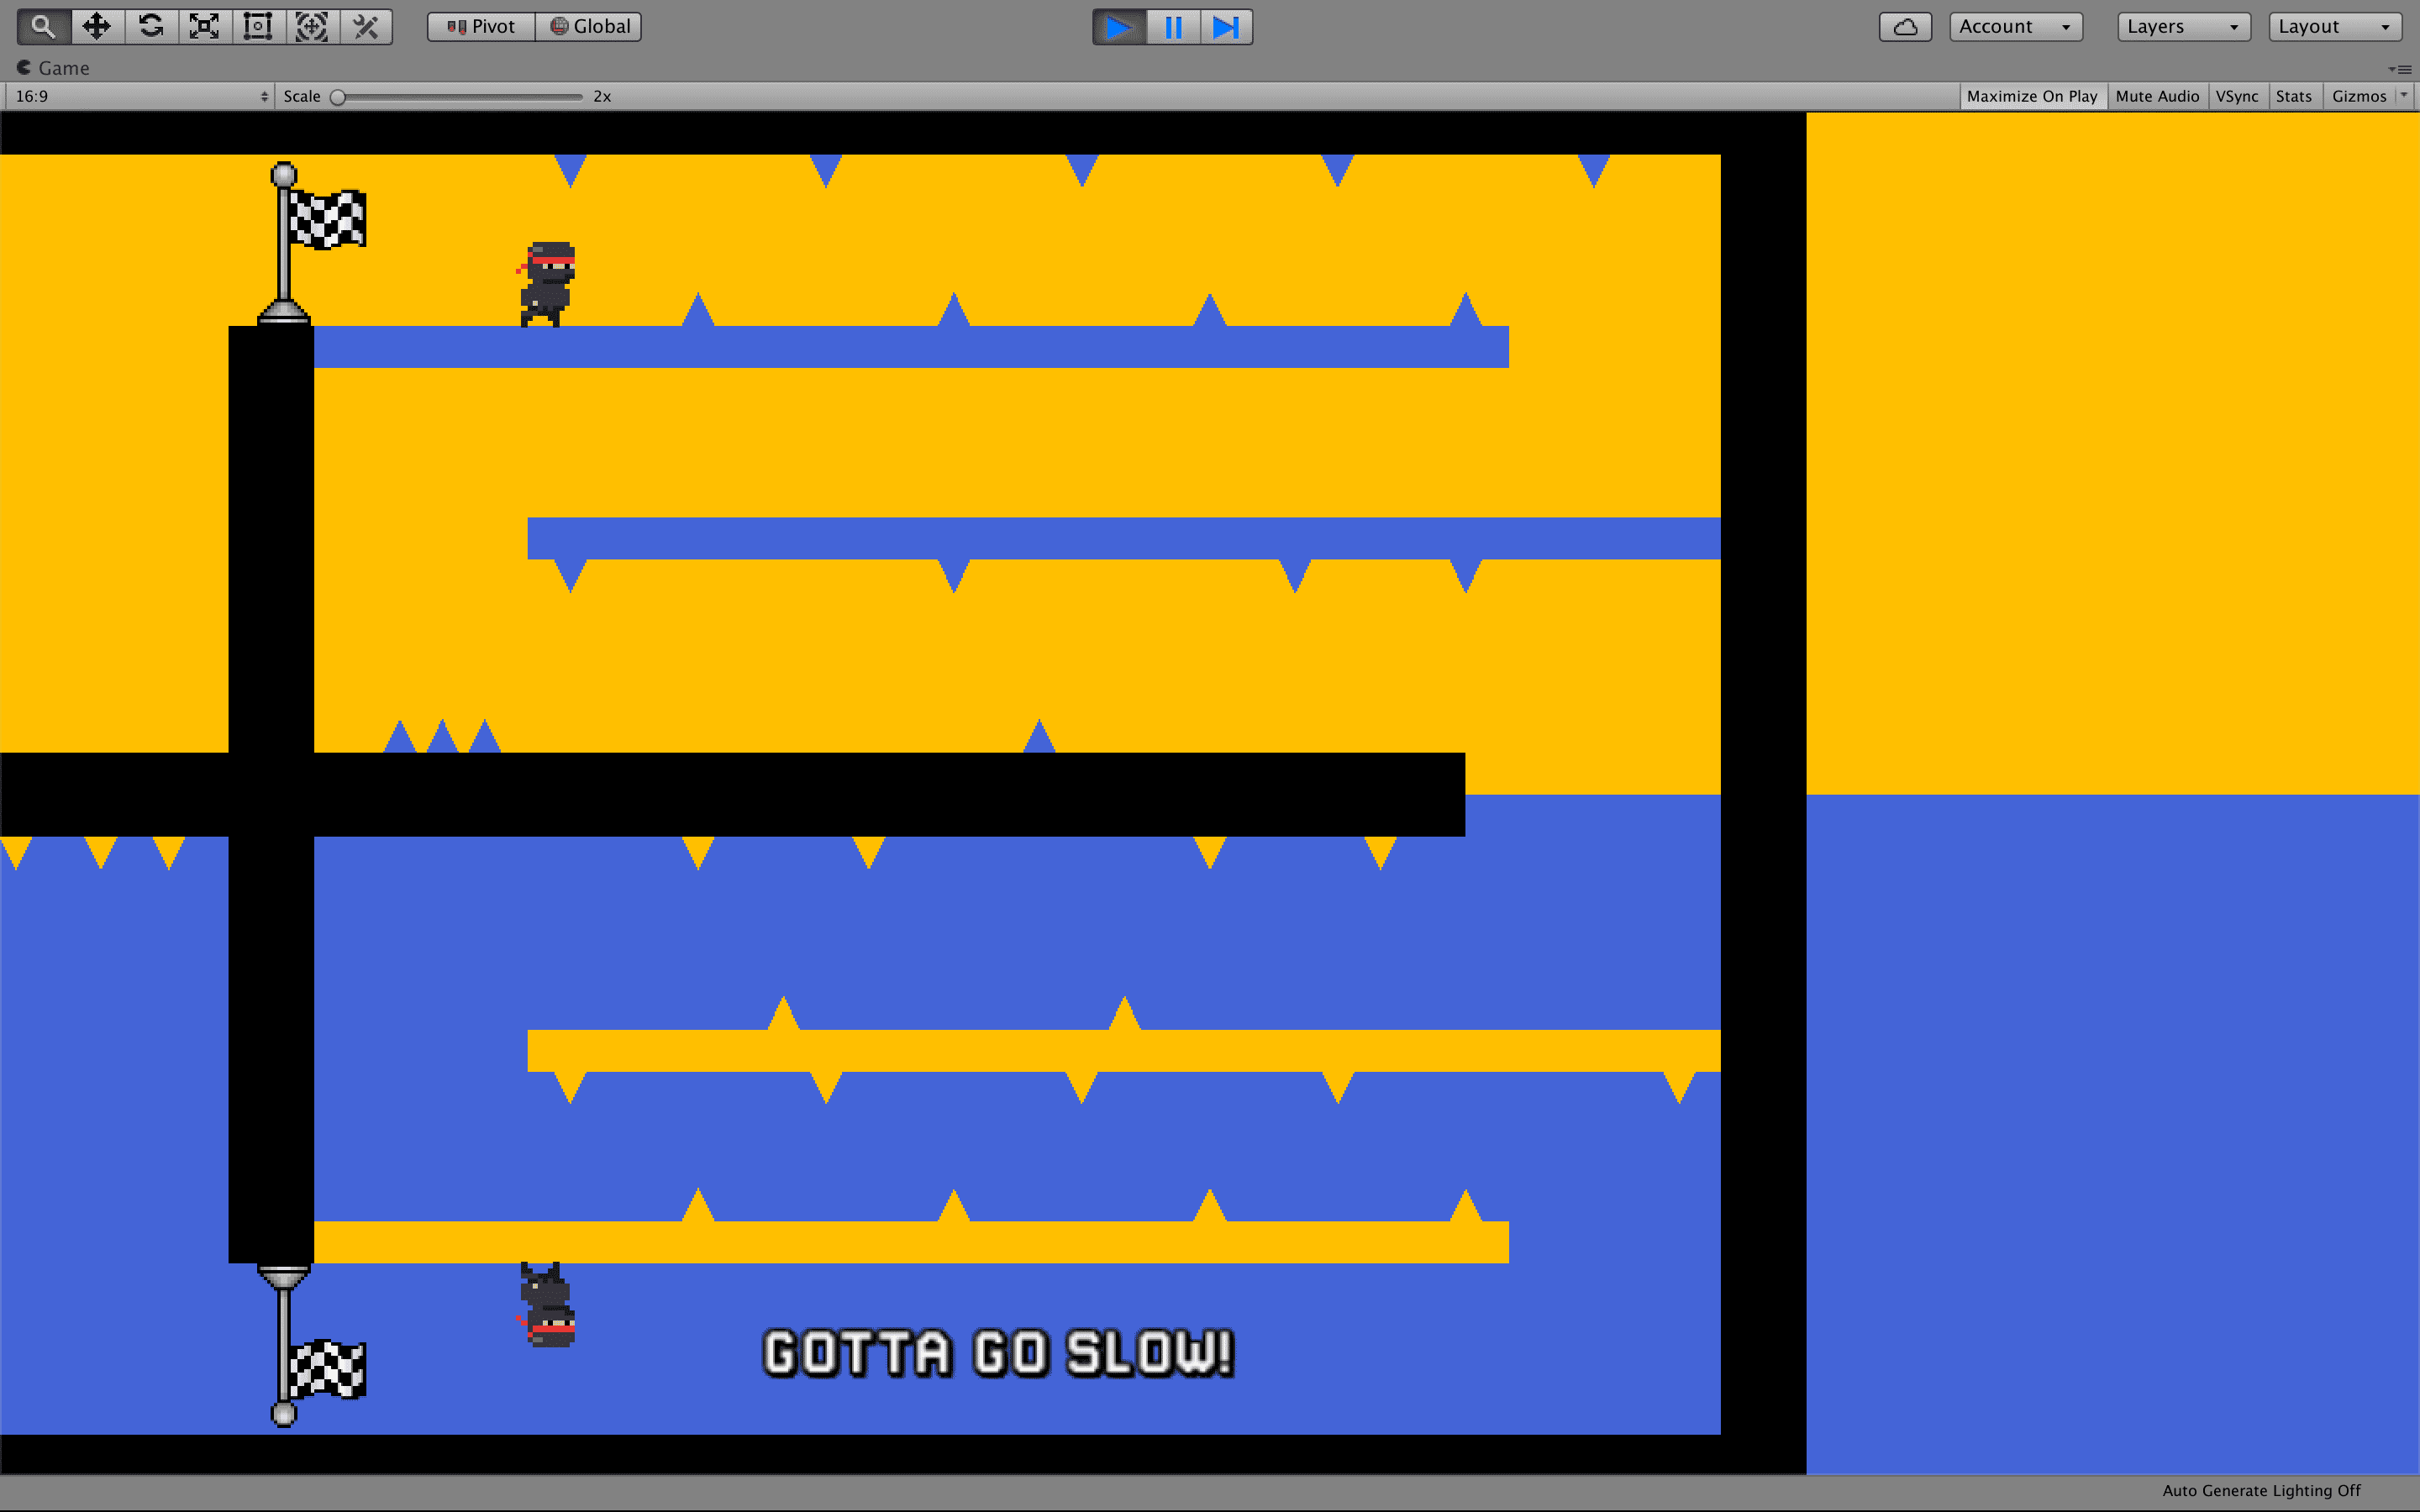 Pivot Global Account Layers Layout
Game
16:9 Scale 2x Maximize On Play Mute Audio VSync Stats Gizmos
GOTTA GO SLOW!
Auto Generate Lighting Off